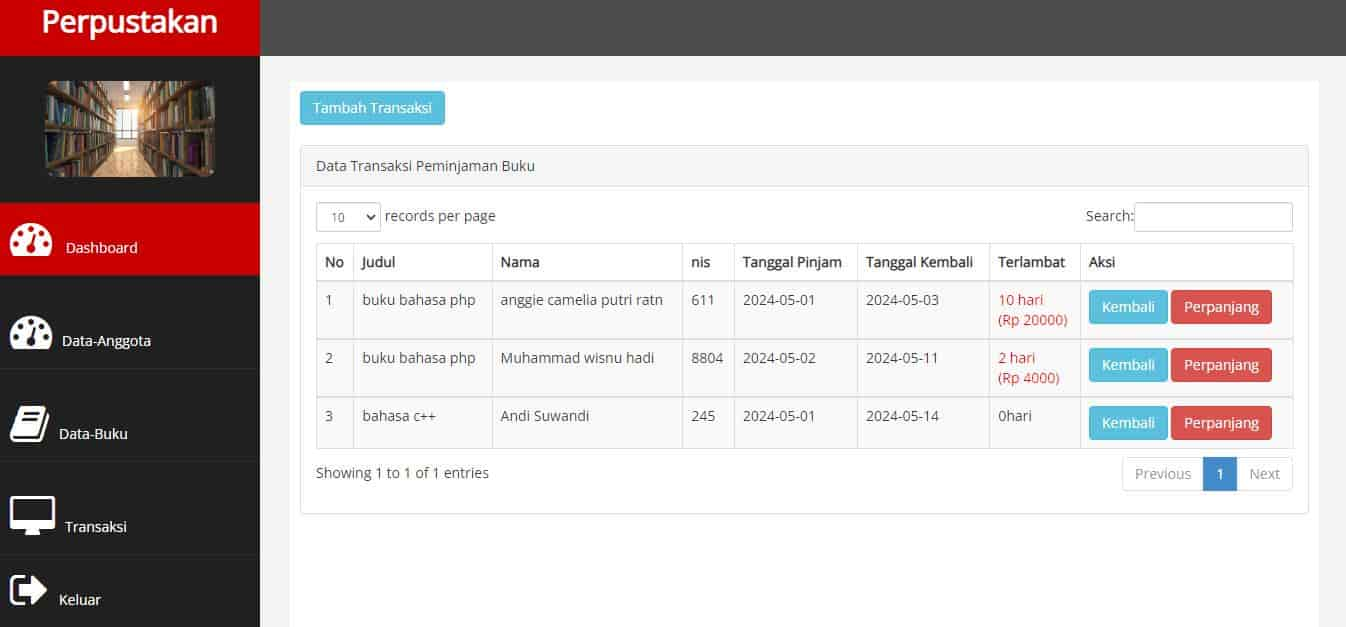 Perpustakan
Dashboard
Data-Anggota
Data-Buku
Transaksi
Keluar
Tambah Transaksi
Data Transaksi Peminjaman Buku
10 records per page Search:
No Judul Nama nis Tanggal Pinjam Tanggal Kembali Terlambat Aksi
1 buku bahasa php anggie camelia putri ratn 611 2024-05-01 2024-05-03 10 hari Kembali Perpanjang
(Rp 20000)
2 buku bahasa php Muhammad wisnu hadi 8804 2024-05-02 2024-05-11 2 hari Kembali Perpanjang
(Rp 4000)
3 bahasa c++ Andi Suwandi 245 2024-05-01 2024-05-14 0hari Kembali Perpanjang
Showing 1 to 1 of 1 entries Previous 1 Next